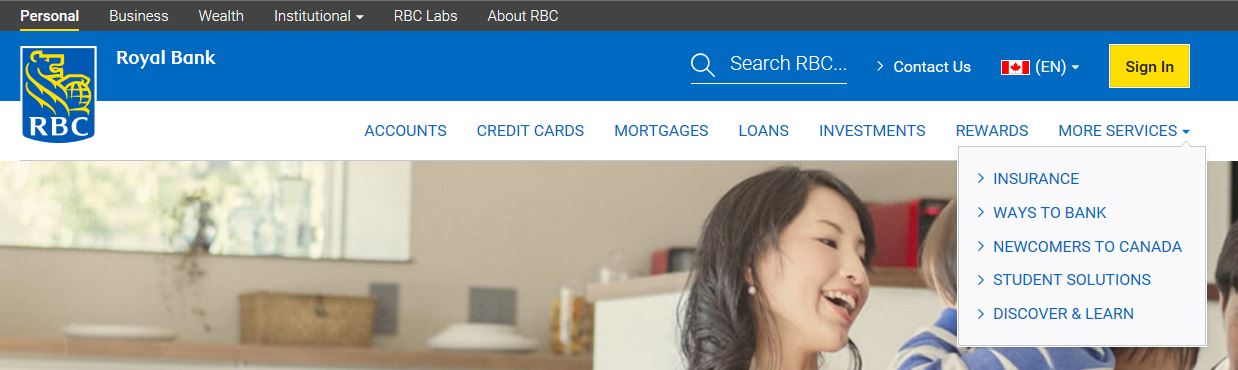 Personal Business Wealth Institutional RBC Labs About RBC
Royal Bank
Search RBC...
Contact Us
(EN)
Sign In
RBC
ACCOUNTS CREDIT CARDS MORTGAGES LOANS INVESTMENTS REWARDS MORE SERVICES
INSURANCE
WAYS TO BANK
NEWCOMERS TO CANADA
STUDENT SOLUTIONS
DISCOVER & LEARN